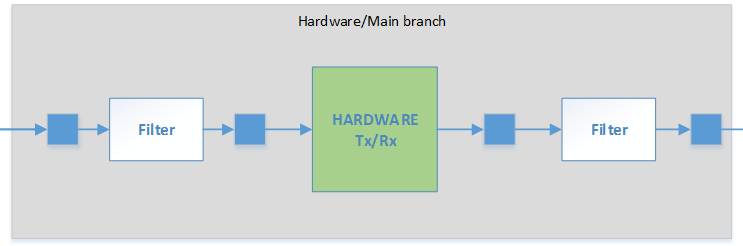 Hardware/Main branch
Filter
HARDWARE
Tx/Rx
Filter